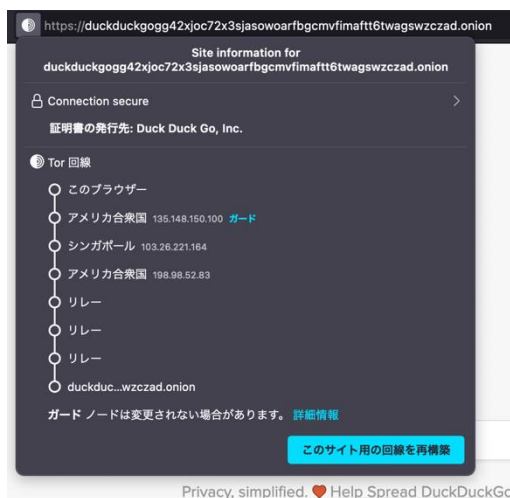 https://duckduckgogg42xjoc72x3sjasowoarfbgcmvfimaftt6twagswzczad.onion
Site information for
duckduckgogg42xjoc72x3sjasowoarfbgcmvfimaftt6twagswzczad.onion
Connection secure
証明書の発行先: Duck Duck Go, Inc.
Tor 回線
このブラウザー
アメリカ合衆国 135.148.150.100 ガード
シンガポール 103.26.221.164
アメリカ合衆国 198.98.52.83
リレー
リレー
リレー
duckduc...wzczad.onion
ガード ノードは変更されない場合があります。 詳細情報
このサイト用の回線を再構築
Privacy, simplified. ❤️ Help Spread DuckDuckGo